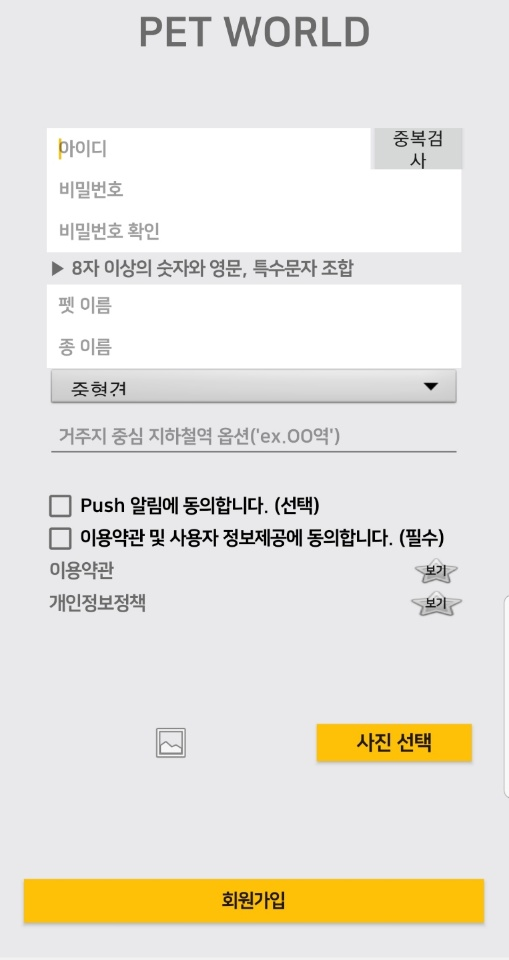 PET WORLD
아이디
중복검
사
비밀번호
비밀번호 확인
▶ 8자 이상의 숫자와 영문, 특수문자 조합
펫 이름
종 이름
중형견
거주지 중심 지하철역 옵션('ex.OO역')
Push 알림에 동의합니다. (선택)
이용약관 및 사용자 정보제공에 동의합니다. (필수)
이용약관
보기
개인정보정책
보기
사진 선택
회원가입